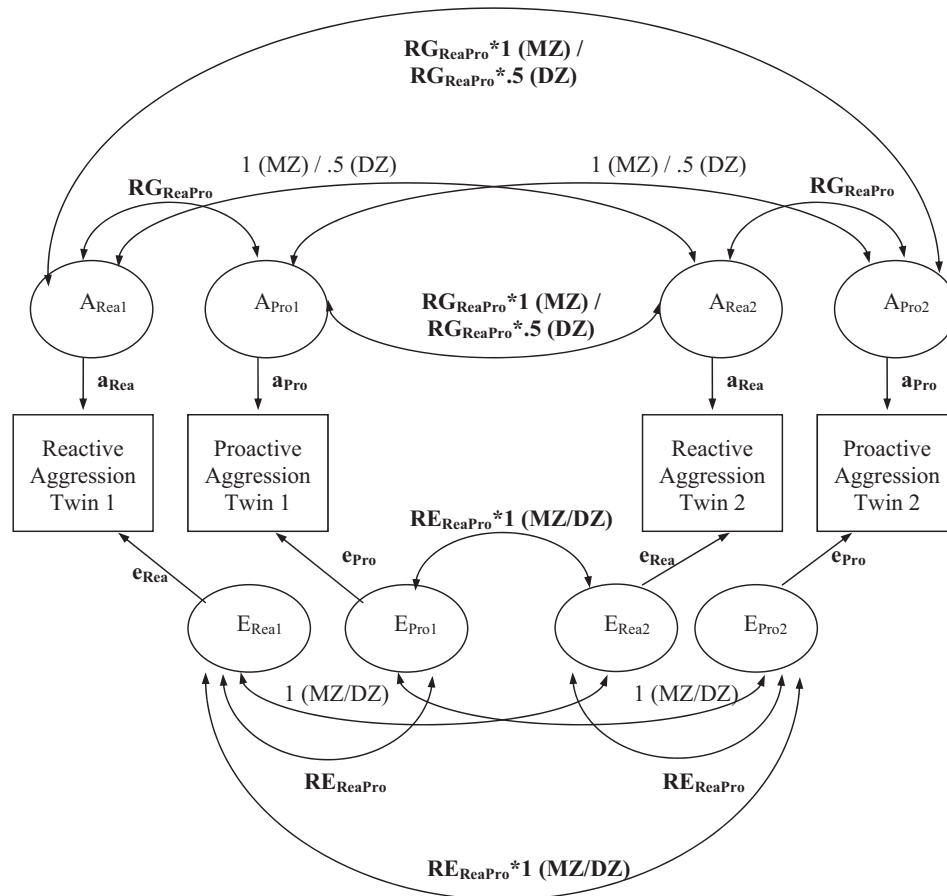 RG_ReaPro*1 (MZ) /
RG_ReaPro*.5 (DZ)
1 (MZ) / .5 (DZ)
1 (MZ) / .5 (DZ)
RG_ReaPro
RG_ReaPro
A_Rea1
A_Pro1
RG_ReaPro*1 (MZ) /
RG_ReaPro*.5 (DZ)
A_Rea2
A_Pro2
a_Rea
a_Pro
a_Rea
a_Pro
Reactive
Aggression
Twin 1
Proactive
Aggression
Twin 1
Reactive
Aggression
Twin 2
Proactive
Aggression
Twin 2
RE_ReaPro*1 (MZ/DZ)
e_Rea
e_Pro
e_Rea
e_Pro
E_Rea1
E_Pro1
E_Rea2
E_Pro2
1 (MZ/DZ)
1 (MZ/DZ)
RE_ReaPro
RE_ReaPro
RE_ReaPro*1 (MZ/DZ)